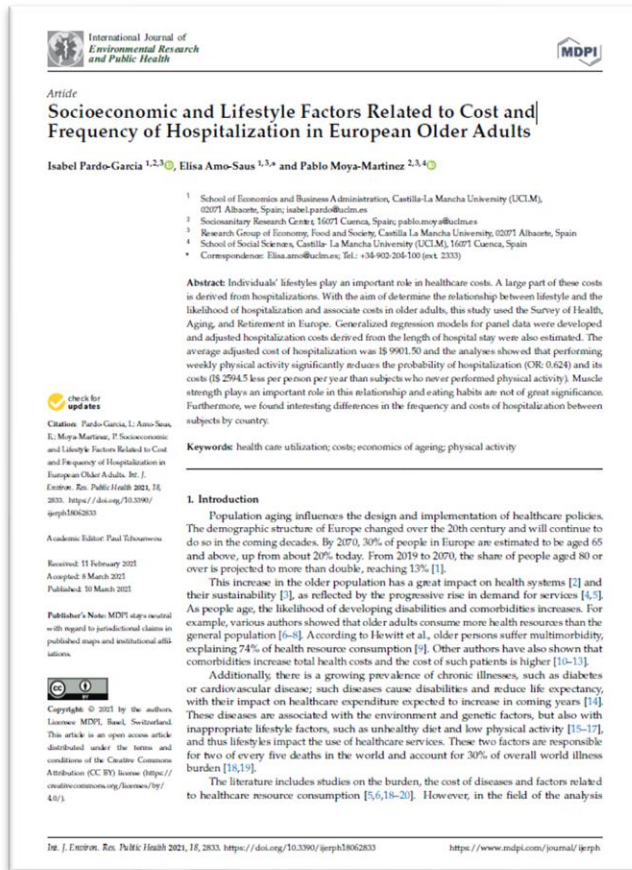 International Journal of
Environmental Research
and Public Health
MDPI
Article
Socioeconomic and Lifestyle Factors Related to Cost and
Frequency of Hospitalization in European Older Adults
Isabel Pardo-Garcia 1,2,3, Elisa Amo-Saus 1,3,* and Pablo Moya-Martinez 2,3,4
1 School of Economics and Business Administration, Castilla-La Mancha University (UCLM),
02071 Albacete, Spain; isabel.pardo@uclm.es
2 Sociosanitary Research Center, 16071 Cuenca, Spain; pablo.moya@uclm.es
3 Research Group of Economy, Food and Society, Castilla La Mancha University, 02071 Albacete, Spain
4 School of Social Sciences, Castilla- La Mancha University (UCLM), 16071 Cuenca, Spain
* Correspondence: Elisa.amo@uclm.es; Tel.: +34-902-204-100 (ext. 2333)
Abstract: Individuals' lifestyles play an important role in healthcare costs. A large part of these costs
is derived from hospitalizations. With the aim of determine the relationship between lifestyle and the
likelihood of hospitalization and associate costs in older adults, this study used the Survey of Health,
Aging, and Retirement in Europe. Generalized regression models for panel data were developed
and adjusted hospitalization costs derived from the length of hospital stay were also estimated. The
average adjusted cost of hospitalization was I$ 9901.50 and the analyses showed that performing
weekly physical activity significantly reduces the probability of hospitalization (OR: 0.624) and its
costs (I$ 2594.5 less per person per year than subjects who never performed physical activity). Muscle
strength plays an important role in this relationship and eating habits are not of great significance.
Furthermore, we found interesting differences in the frequency and costs of hospitalization between
subjects by country.
Keywords: health care utilization; costs; economics of ageing; physical activity
check for
updates
Citation: Pardo-Garcia, I.; Amo-Saus,
E.; Moya-Martinez, P. Socioeconomic
and Lifestyle Factors Related to Cost
and Frequency of Hospitalization in
European Older Adults. Int. J.
Environ. Res. Public Health 2021, 18,
2833. https://doi.org/10.3390/
ijerph18062833
Academic Editor: Paul Tchounwou
Received: 11 February 2021
Accepted: 8 March 2021
Published: 10 March 2021
Publisher's Note: MDPI stays neutral
with regard to jurisdictional claims in
published maps and institutional affil-
iations.
Copyright: © 2021 by the authors.
Licensee MDPI, Basel, Switzerland.
This article is an open access article
distributed under the terms and
conditions of the Creative Commons
Attribution (CC BY) license (https://
creativecommons.org/licenses/by/
4.0/).
1. Introduction
Population aging influences the design and implementation of healthcare policies.
The demographic structure of Europe changed over the 20th century and will continue to
do so in the coming decades. By 2070, 30% of people in Europe are estimated to be aged 65
and above, up from about 20% today. From 2019 to 2070, the share of people aged 80 or
over is projected to more than double, reaching 13% [1].
This increase in the older population has a great impact on health systems [2] and
their sustainability [3], as reflected by the progressive rise in demand for services [4,5].
As people age, the likelihood of developing disabilities and comorbidities increases. For
example, various authors showed that older adults consume more health resources than the
general population [6–8]. According to Hewitt et al., older persons suffer multimorbidity,
explaining 74% of health resource consumption [9]. Other authors have also shown that
comorbidities increase total health costs and the cost of such patients is higher [10–13].
Additionally, there is a growing prevalence of chronic illnesses, such as diabetes
or cardiovascular disease; such diseases cause disabilities and reduce life expectancy,
with their impact on healthcare expenditure expected to increase in coming years [14].
These diseases are associated with the environment and genetic factors, but also with
inappropriate lifestyle factors, such as unhealthy diet and low physical activity [15–17],
and thus lifestyles impact the use of healthcare services. These two factors are responsible
for two of every five deaths in the world and account for 30% of overall world illness
burden [18,19].
The literature includes studies on the burden, the cost of diseases and factors related
to healthcare resource consumption [5,6,18–20]. However, in the field of the analysis
Int. J. Environ. Res. Public Health 2021, 18, 2833. https://doi.org/10.3390/ijerph18062833
https://www.mdpi.com/journal/ijerph